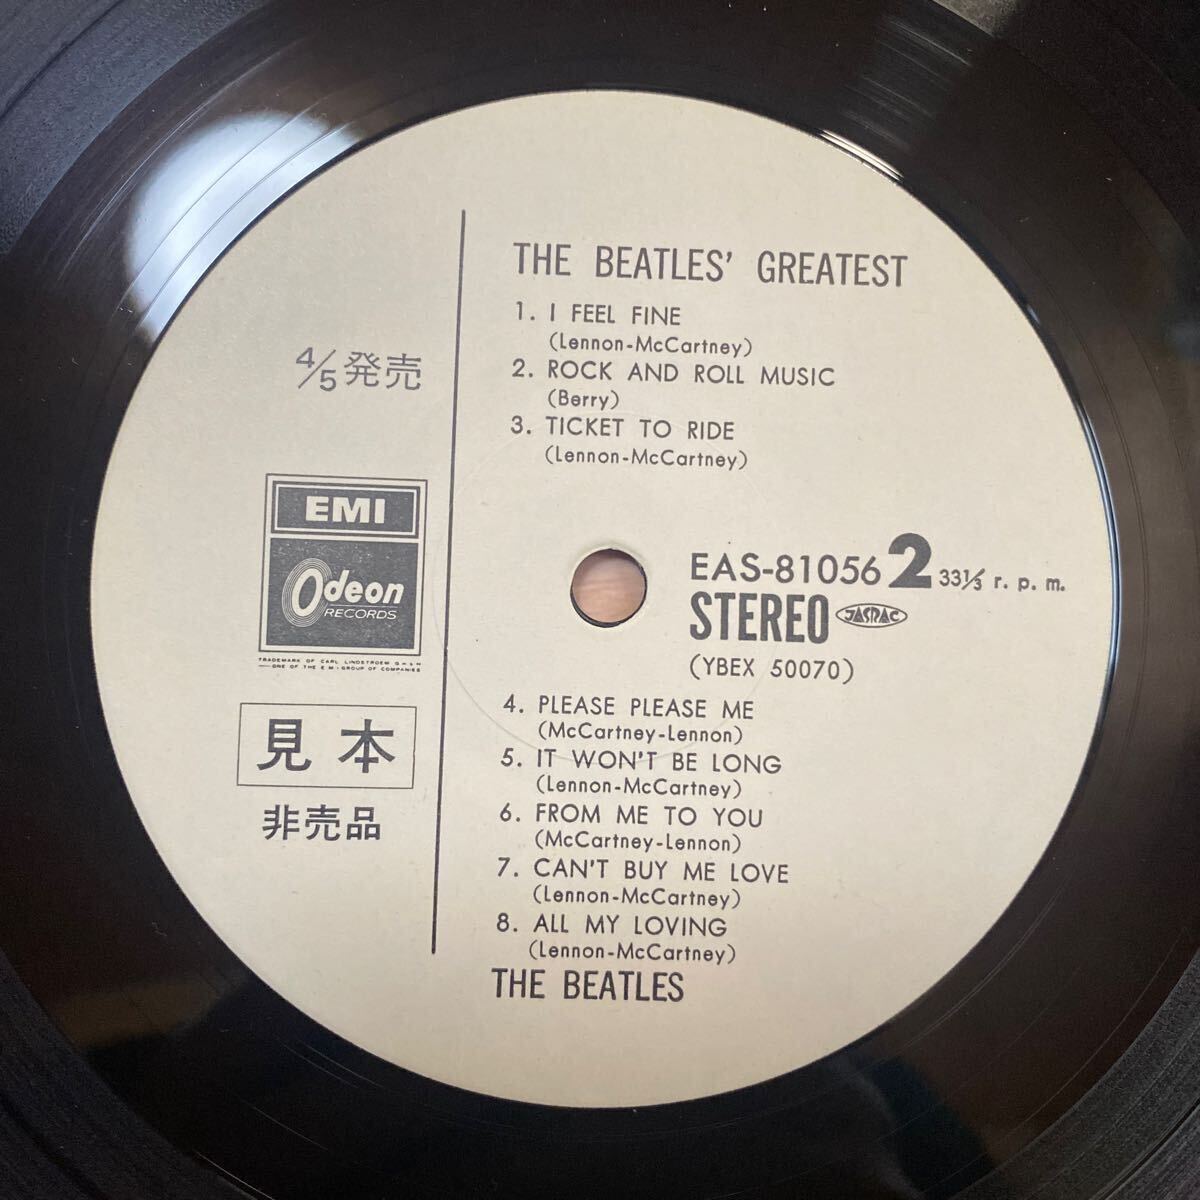 THE BEATLES' GREATEST
1. I FEEL FINE
(Lennon-McCartney)
2. ROCK AND ROLL MUSIC
(Berry)
3. TICKET TO RIDE
(Lennon-McCartney)
4/5発売
EMI
Odeon
RECORDS
TRADEMARK OF CARL LINDSTROEM G.M.B.H
ONE OF THE E M I-GROUP OF COMPANIES
見本
非売品
EAS-81056 2 33⅓ r. p. m.
STEREO JASRAC
(YBEX 50070)
4. PLEASE PLEASE ME
(McCartney-Lennon)
5. IT WON'T BE LONG
(Lennon-McCartney)
6. FROM ME TO YOU
(McCartney-Lennon)
7. CAN'T BUY ME LOVE
(Lennon-McCartney)
8. ALL MY LOVING
(Lennon-McCartney)
THE BEATLES